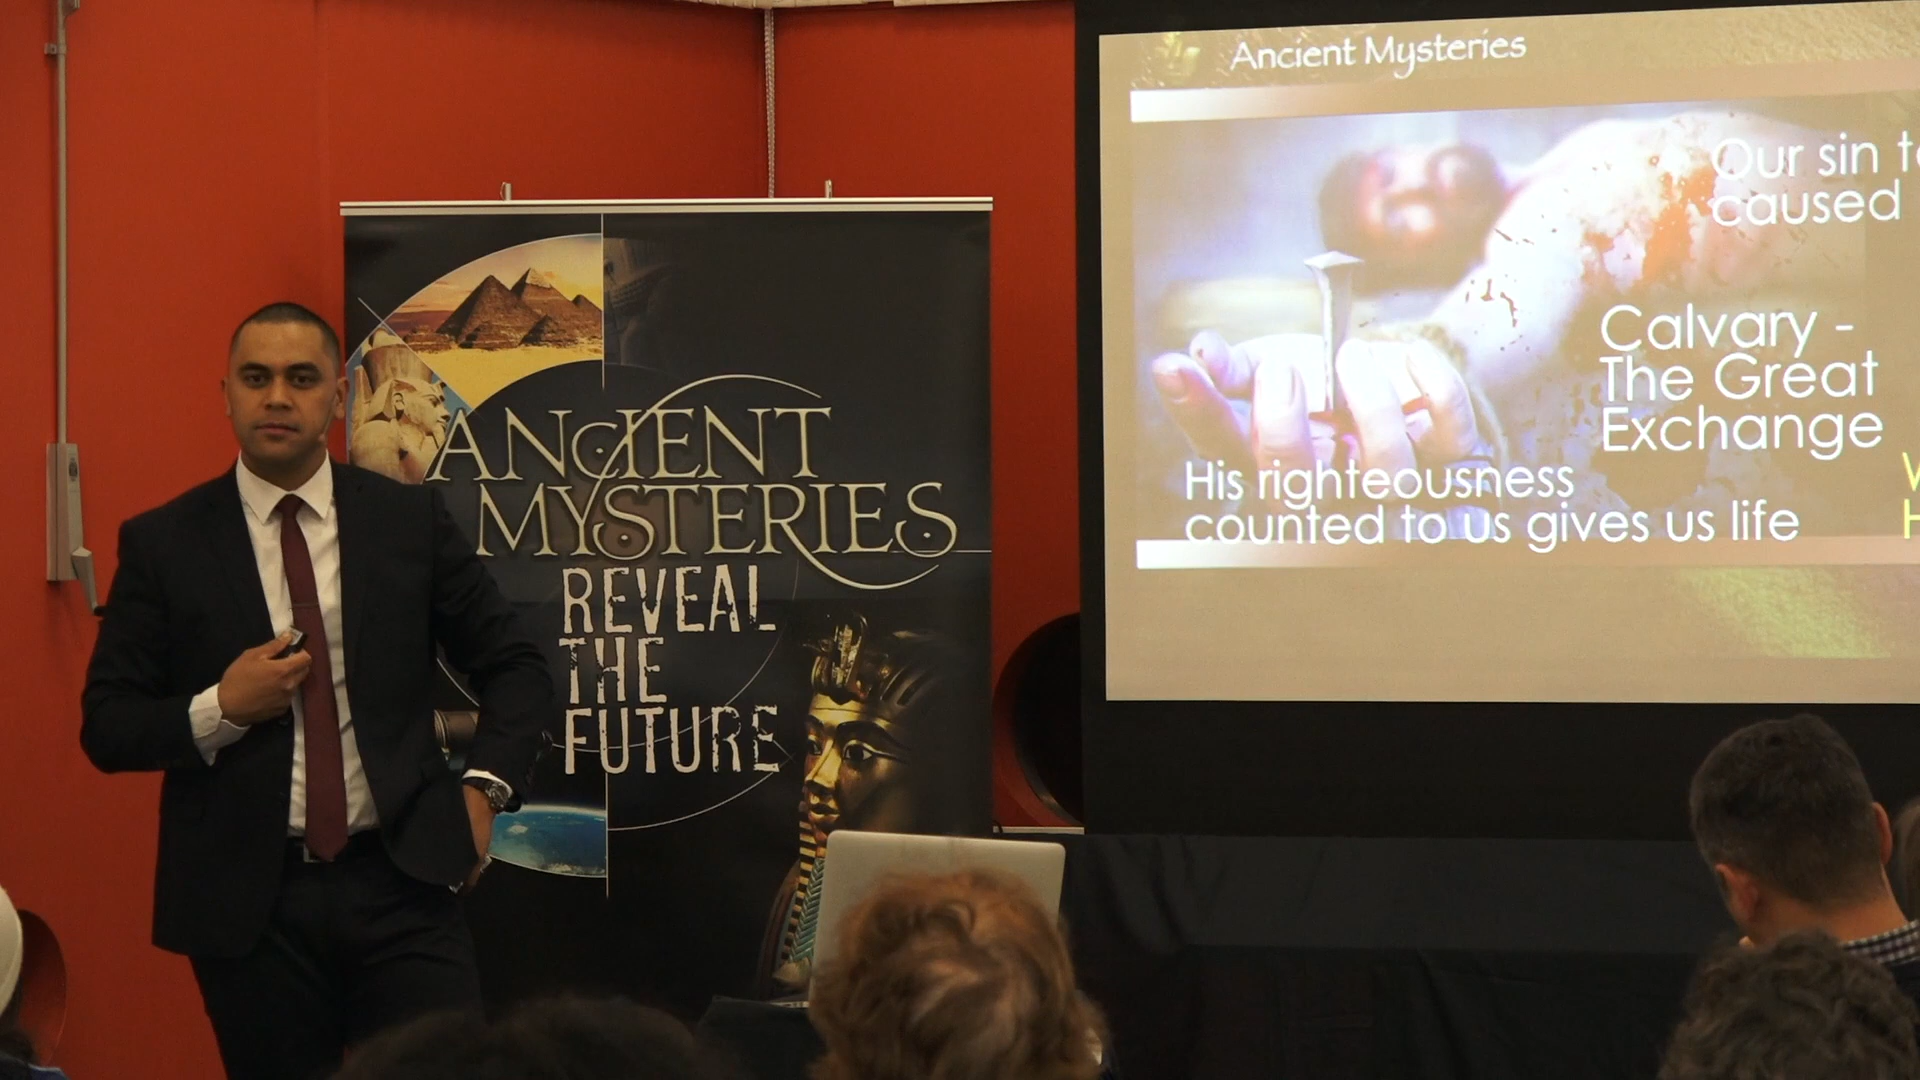 ANCIENT
MYSTERIES
REVEAL
THE
FUTURE
Ancient Mysteries
Our sin
caused
Calvary -
The Great
Exchange
His righteousness
counted to us gives us life